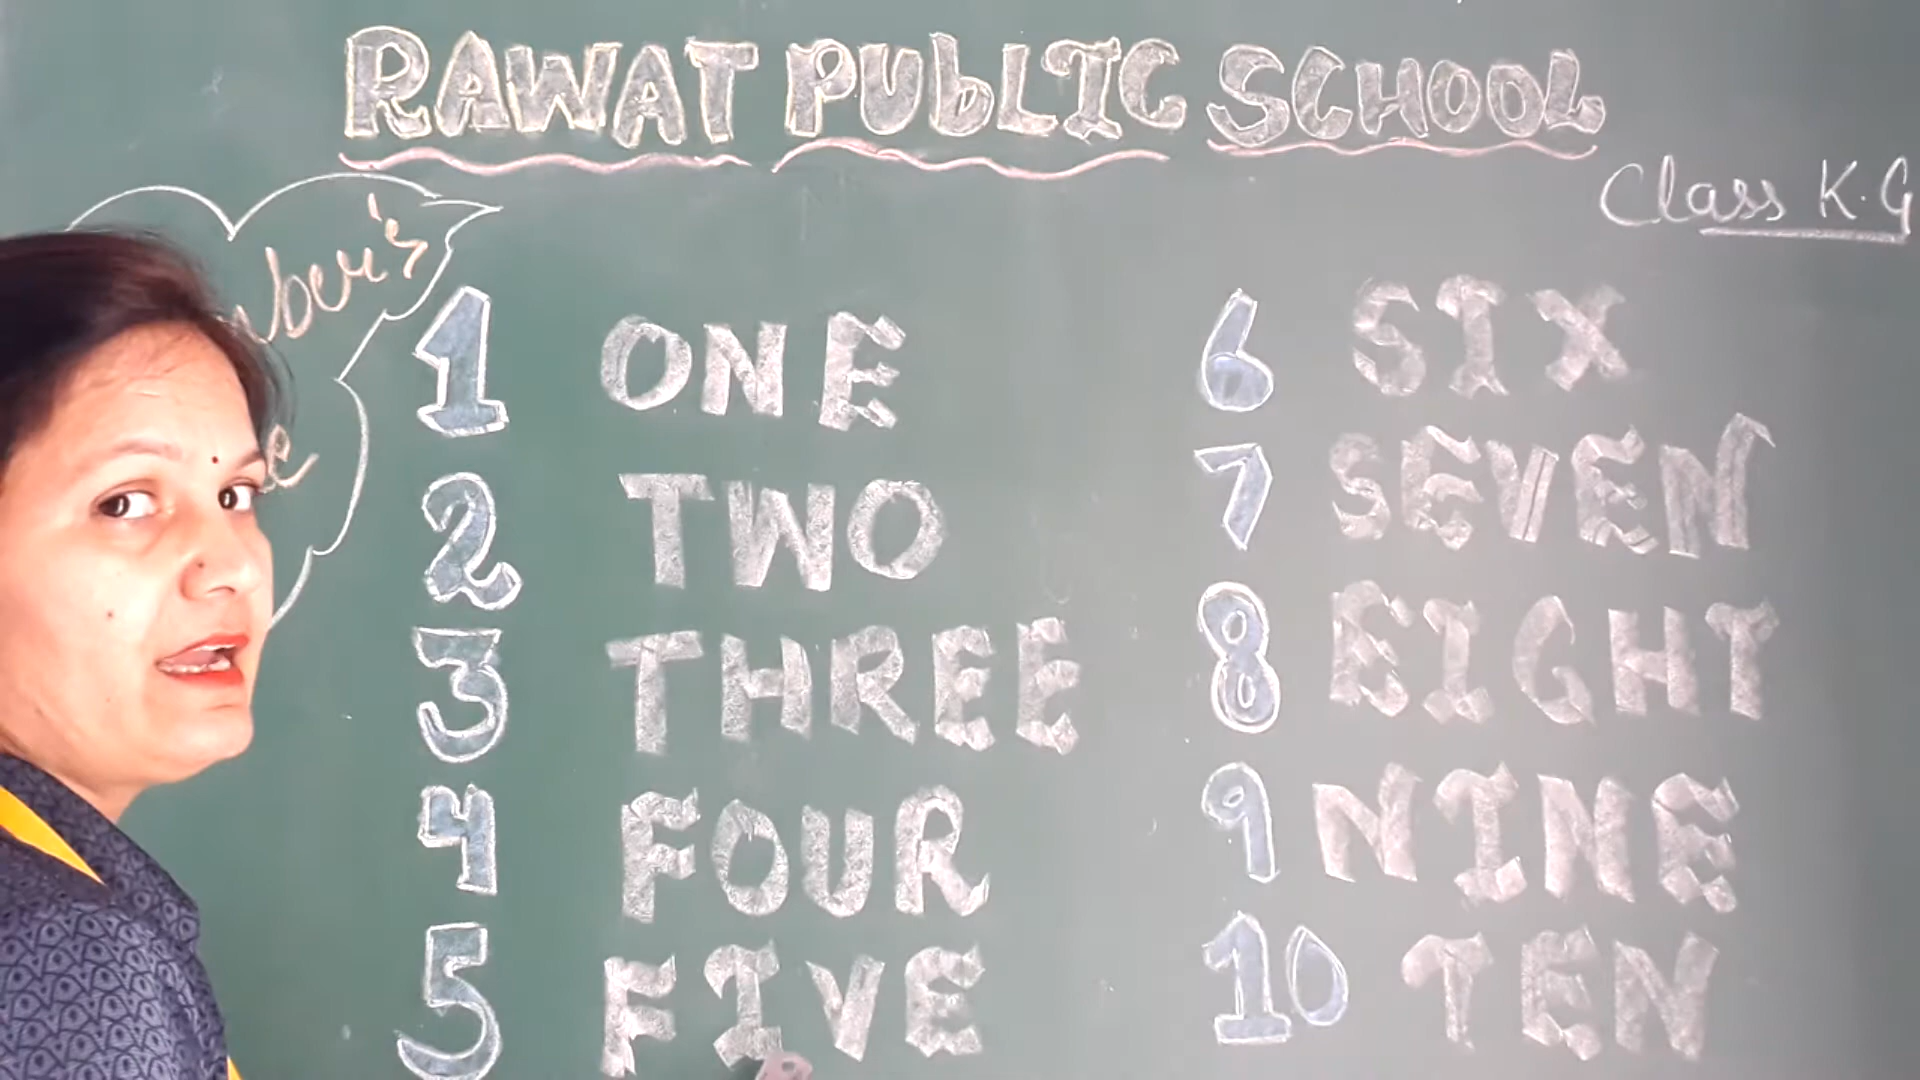 RAWAT PUbLIC SCHOOL
Class K.G
1 ONE
2 TWO
3 THREE
4 FOUR
5 FIVE
6 SIX
7 SEVEN
8 EIGHT
9 NINE
10 TEN